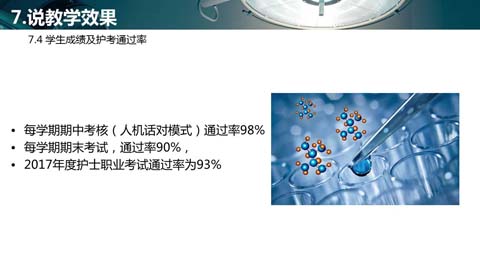 7.说教学效果
7.4 学生成绩及护考通过率
• 每学期期中考核（人机话对模式）通过率98%
• 每学期期末考试，通过率90%，
• 2017年度护士职业考试通过率为93%